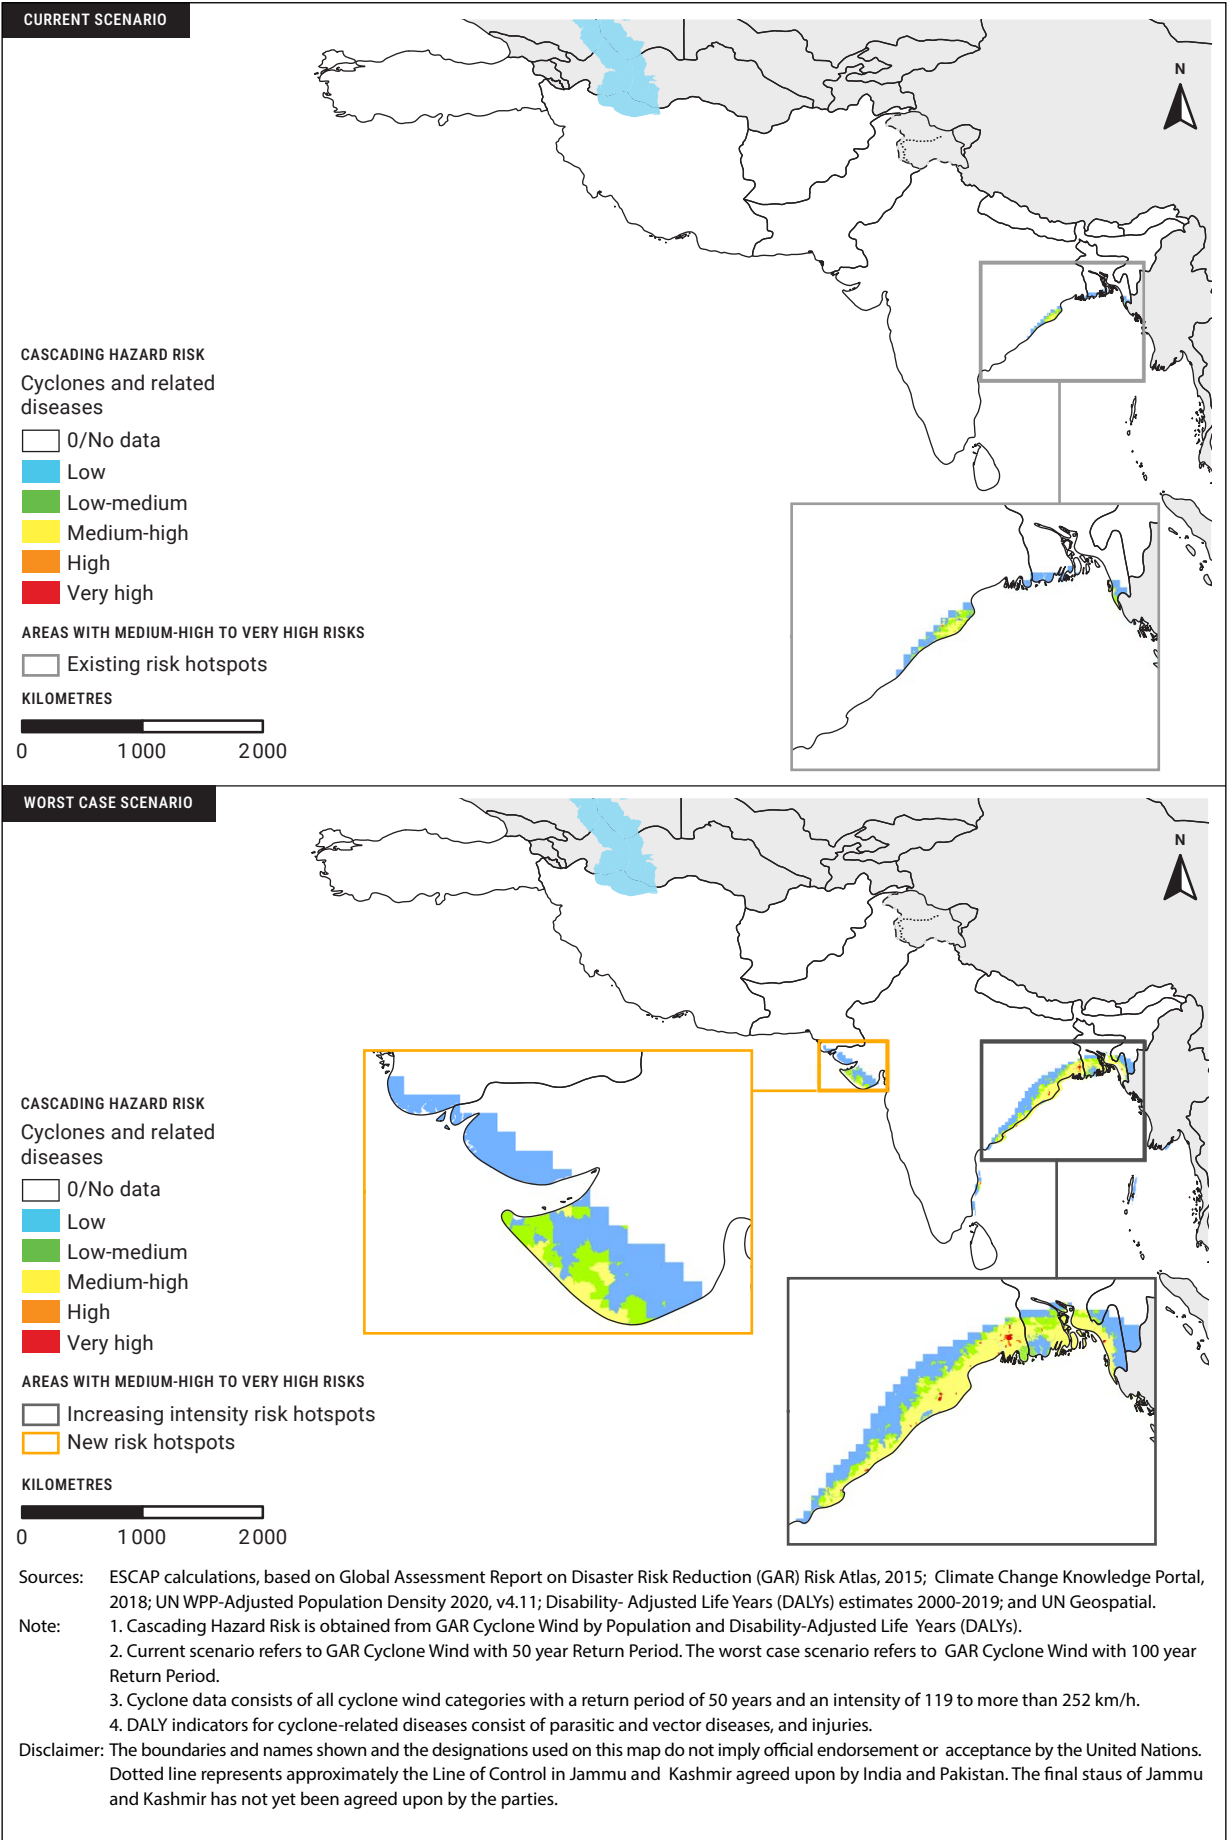 CURRENT SCENARIO
N
CASCADING HAZARD RISK
Cyclones and related
diseases
0/No data
Low
Low-medium
Medium-high
High
Very high
AREAS WITH MEDIUM-HIGH TO VERY HIGH RISKS
Existing risk hotspots
KILOMETRES
0 1 000 2 000
WORST CASE SCENARIO
N
CASCADING HAZARD RISK
Cyclones and related
diseases
0/No data
Low
Low-medium
Medium-high
High
Very high
AREAS WITH MEDIUM-HIGH TO VERY HIGH RISKS
Increasing intensity risk hotspots
New risk hotspots
KILOMETRES
0 1 000 2 000
Sources: ESCAP calculations, based on Global Assessment Report on Disaster Risk Reduction (GAR) Risk Atlas, 2015; Climate Change Knowledge Portal,
2018; UN WPP-Adjusted Population Density 2020, v4.11; Disability- Adjusted Life Years (DALYs) estimates 2000-2019; and UN Geospatial.
Note: 1. Cascading Hazard Risk is obtained from GAR Cyclone Wind by Population and Disability-Adjusted Life Years (DALYs).
2. Current scenario refers to GAR Cyclone Wind with 50 year Return Period. The worst case scenario refers to GAR Cyclone Wind with 100 year
Return Period.
3. Cyclone data consists of all cyclone wind categories with a return period of 50 years and an intensity of 119 to more than 252 km/h.
4. DALY indicators for cyclone-related diseases consist of parasitic and vector diseases, and injuries.
Disclaimer: The boundaries and names shown and the designations used on this map do not imply official endorsement or acceptance by the United Nations.
Dotted line represents approximately the Line of Control in Jammu and Kashmir agreed upon by India and Pakistan. The final staus of Jammu
and Kashmir has not yet been agreed upon by the parties.